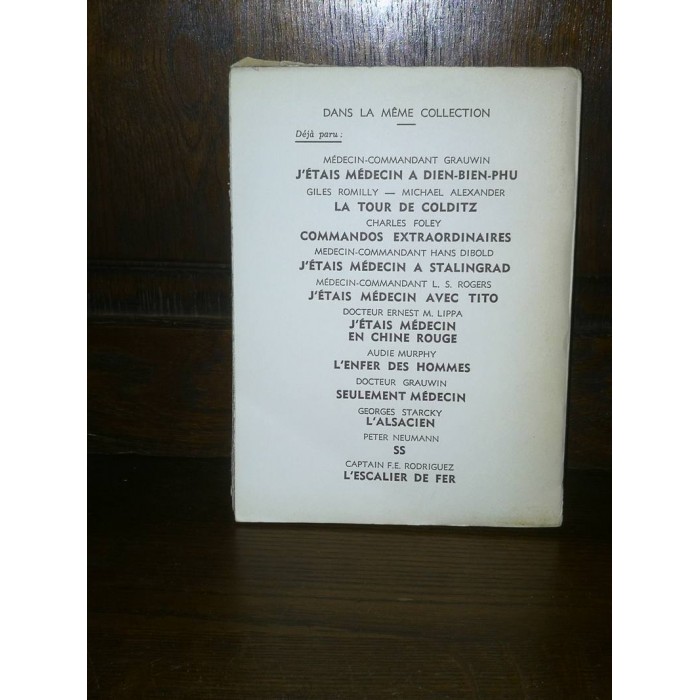 DANS LA MÊME COLLECTION
Déjà paru :
MÉDECIN-COMMANDANT GRAUWIN
J'ÉTAIS MÉDECIN A DIEN-BIEN-PHU
GILES ROMILLY — MICHAEL ALEXANDER
LA TOUR DE COLDITZ
CHARLES FOLEY
COMMANDOS EXTRAORDINAIRES
MEDECIN-COMMANDANT HANS DIBOLD
J'ÉTAIS MÉDECIN A STALINGRAD
MÉDECIN-COMMANDANT L. S. ROGERS
J'ÉTAIS MÉDECIN AVEC TITO
DOCTEUR ERNEST M. LIPPA
J'ÉTAIS MÉDECIN
EN CHINE ROUGE
AUDIE MURPHY
L'ENFER DES HOMMES
DOCTEUR GRAUWIN
SEULEMENT MÉDECIN
GEORGES STARCKY
L'ALSACIEN
PETER NEUMANN
SS
CAPTAIN F.E. RODRIGUEZ
L'ESCALIER DE FER